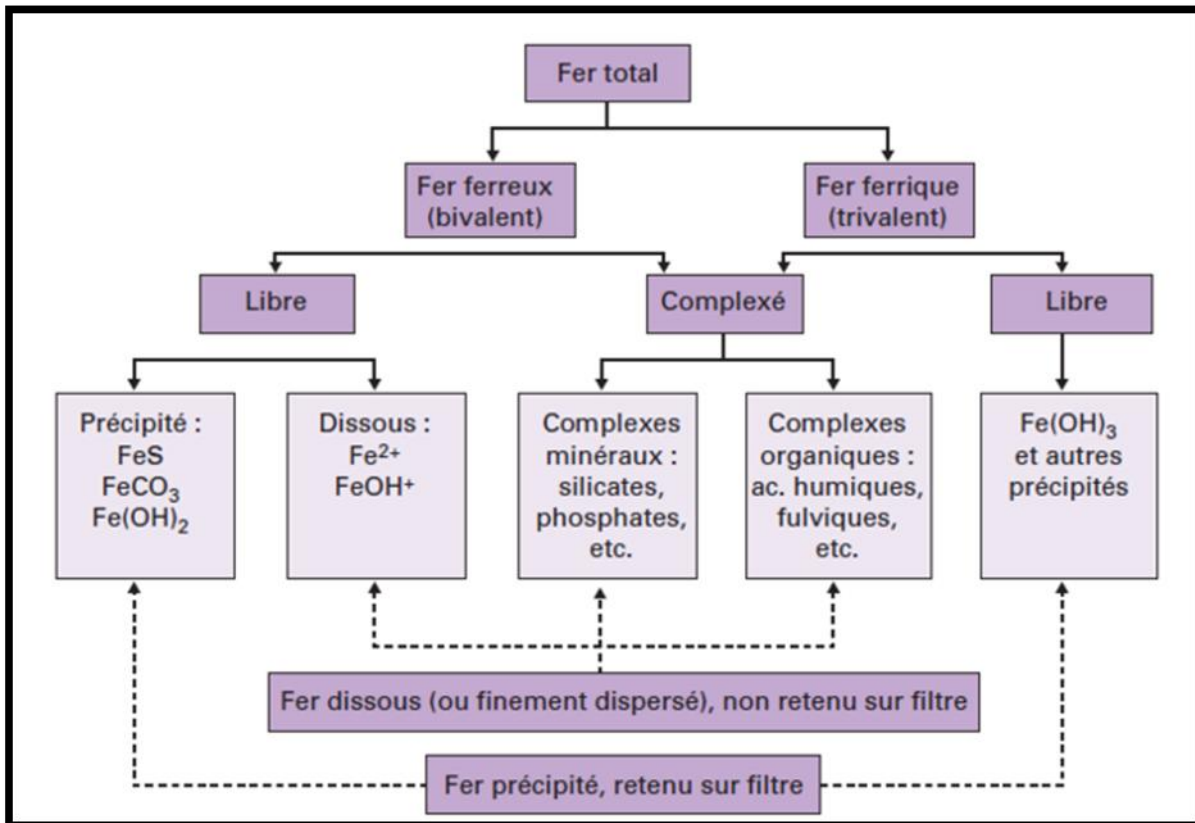 Fer total
Fer ferreux
(bivalent)
Fer ferrique
(trivalent)
Libre
Complexé
Libre
Précipité :
FeS
FeCO₃
Fe(OH)₂
Dissous :
Fe²⁺
FeOH⁺
Complexes
minéraux :
silicates,
phosphates,
etc.
Complexes
organiques :
ac. humiques,
fulviques,
etc.
Fe(OH)₃
et autres
précipités
Fer dissous (ou finement dispersé), non retenu sur filtre
Fer précipité, retenu sur filtre